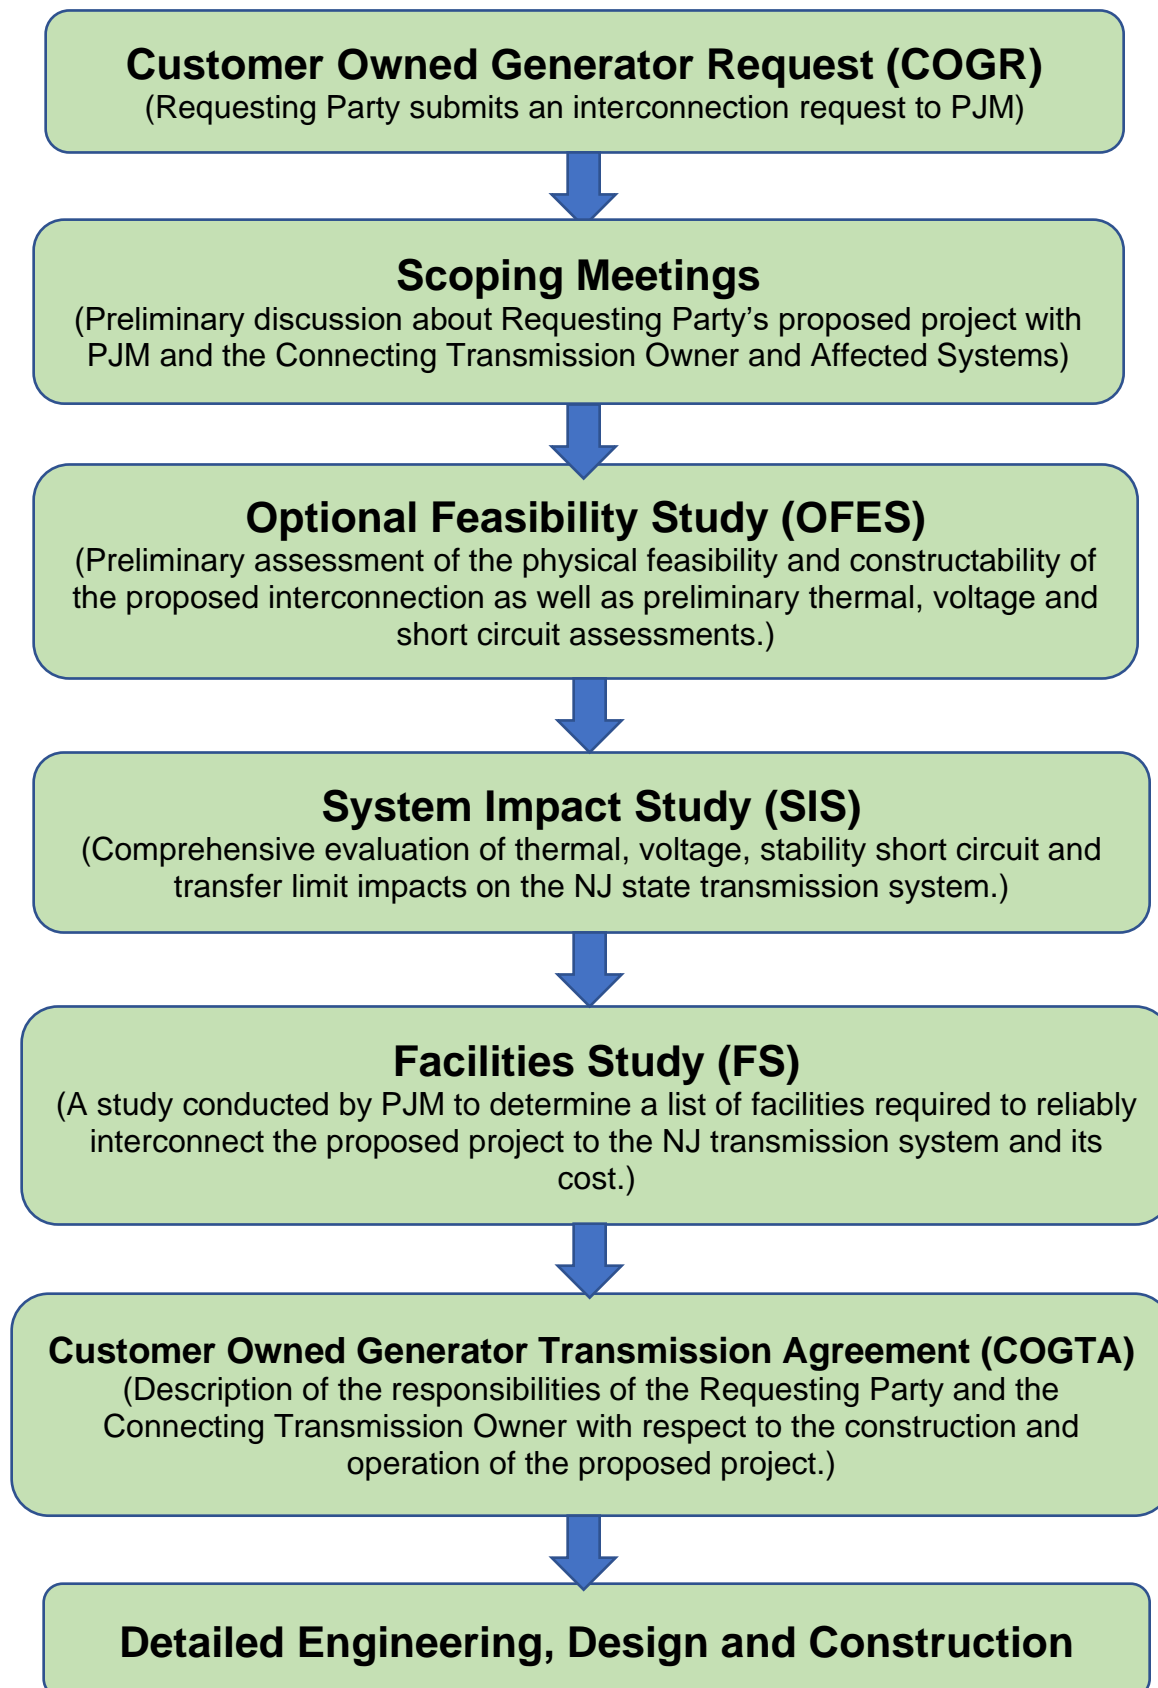 Customer Owned Generator Request (COGR)
(Requesting Party submits an interconnection request to PJM)
Scoping Meetings
(Preliminary discussion about Requesting Party’s proposed project with
PJM and the Connecting Transmission Owner and Affected Systems)
Optional Feasibility Study (OFES)
(Preliminary assessment of the physical feasibility and constructability of
the proposed interconnection as well as preliminary thermal, voltage and
short circuit assessments.)
System Impact Study (SIS)
(Comprehensive evaluation of thermal, voltage, stability short circuit and
transfer limit impacts on the NJ state transmission system.)
Facilities Study (FS)
(A study conducted by PJM to determine a list of facilities required to reliably
interconnect the proposed project to the NJ transmission system and its
cost.)
Customer Owned Generator Transmission Agreement (COGTA)
(Description of the responsibilities of the Requesting Party and the
Connecting Transmission Owner with respect to the construction and
operation of the proposed project.)
Detailed Engineering, Design and Construction